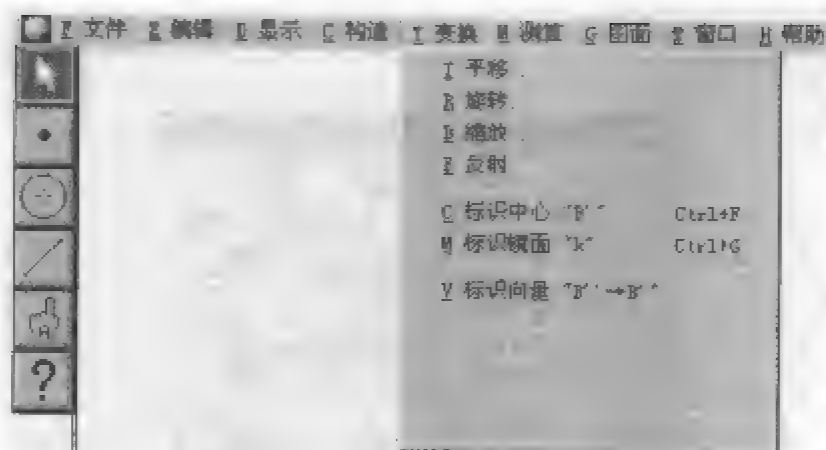 F 文件 E 编辑 D 显示 C 构造 T 变换 M 测算 G 图面 W 窗口 H 帮助
T 平移
R 旋转
D 缩放
F 反射
C 标识中心 "B'" Ctrl+F
M 标识镜面 "k" Ctrl+G
V 标识向量 "B'→B'"
A
?